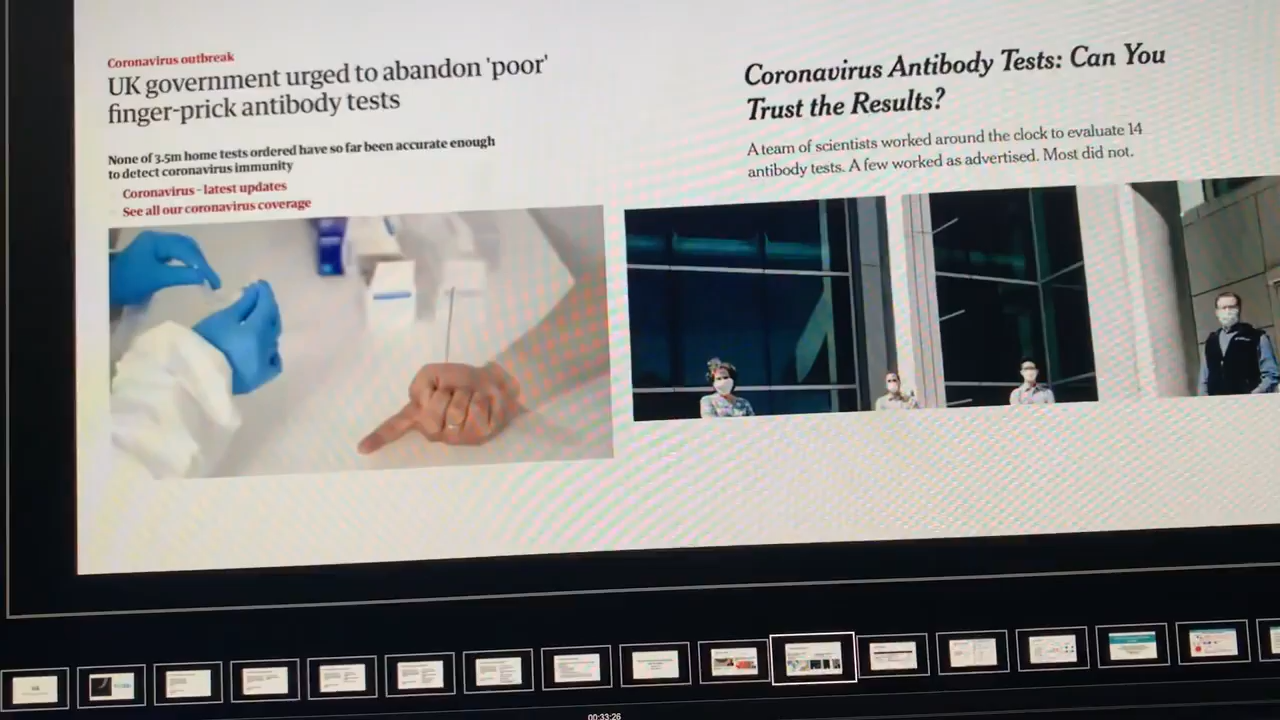 Coronavirus outbreak
UK government urged to abandon 'poor'
finger-prick antibody tests
None of 3.5m home tests ordered have so far been accurate enough
to detect coronavirus immunity
Coronavirus - latest updates
See all our coronavirus coverage
Coronavirus Antibody Tests: Can You
Trust the Results?
A team of scientists worked around the clock to evaluate 14
antibody tests. A few worked as advertised. Most did not.
00:33:26